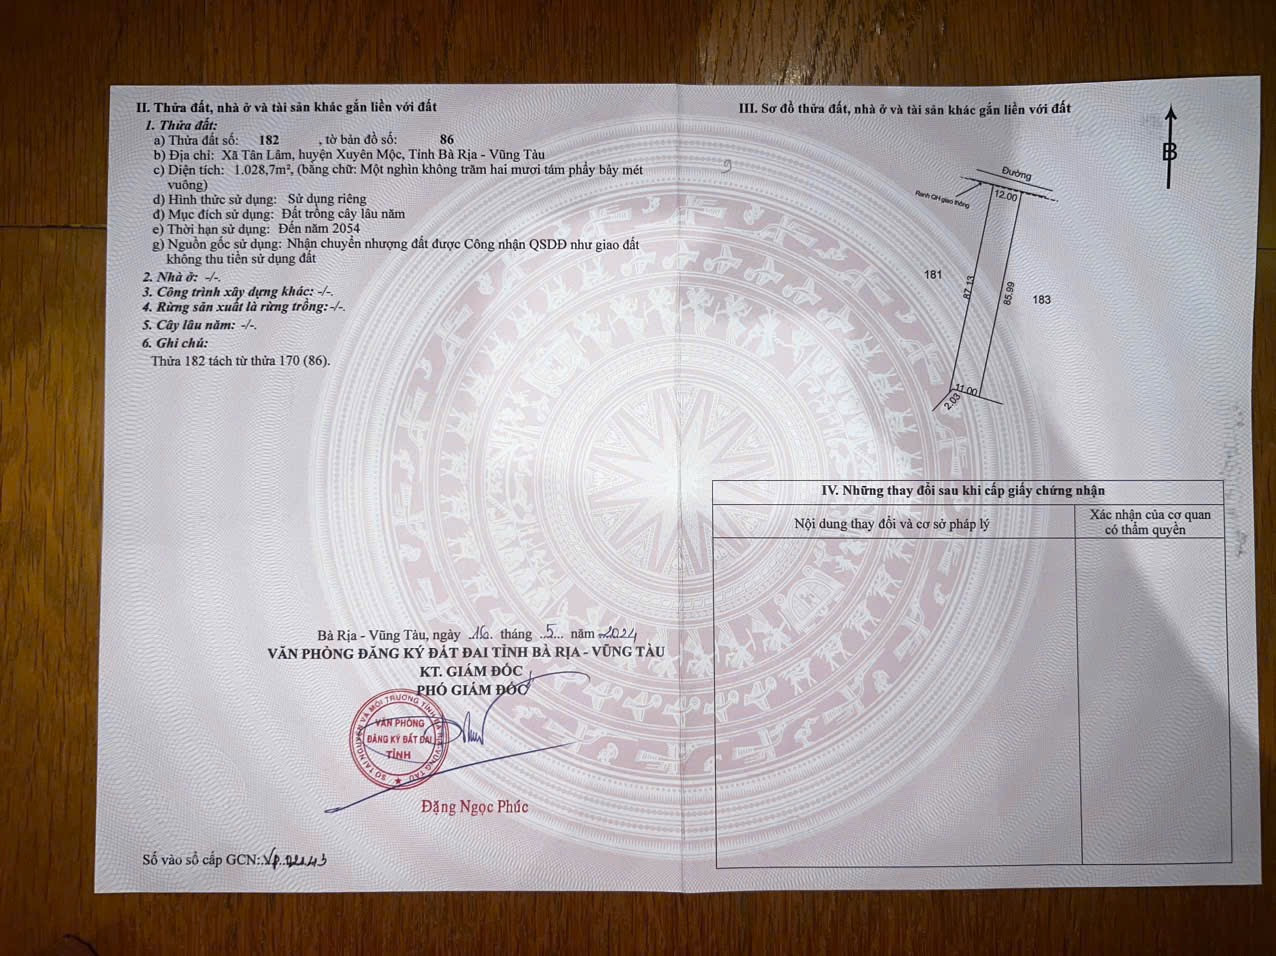 II. Thửa đất, nhà ở và tài sản khác gắn liền với đất
1. Thửa đất:
a) Thửa đất số: 182 , tờ bản đồ số: 86
b) Địa chỉ: Xã Tân Lâm, huyện Xuyên Mộc, Tỉnh Bà Rịa - Vũng Tàu
c) Diện tích: 1.028,7m², (bằng chữ: Một nghìn không trăm hai mươi tám phẩy bảy mét
vuông)
d) Hình thức sử dụng: Sử dụng riêng
đ) Mục đích sử dụng: Đất trồng cây lâu năm
e) Thời hạn sử dụng: Đến năm 2054
g) Nguồn gốc sử dụng: Nhận chuyển nhượng đất được Công nhận QSDĐ như giao đất
không thu tiền sử dụng đất
2. Nhà ở: -/-.
3. Công trình xây dựng khác: -/-.
4. Rừng sản xuất là rừng trồng: -/-.
5. Cây lâu năm: -/-.
6. Ghi chú:
Thửa 182 tách từ thửa 170 (86).
Bà Rịa - Vũng Tàu, ngày 16 tháng 5 năm 2024
VĂN PHÒNG ĐĂNG KÝ ĐẤT ĐAI TỈNH BÀ RỊA - VŨNG TÀU
KT. GIÁM ĐỐC
PHÓ GIÁM ĐỐC
SỞ TÀI NGUYÊN VÀ MÔI TRƯỜNG TỈNH BÀ RỊA VŨNG TÀU
VĂN PHÒNG
ĐĂNG KÝ ĐẤT ĐAI
TỈNH
Đặng Ngọc Phúc
Số vào sổ cấp GCN:
III. Sơ đồ thửa đất, nhà ở và tài sản khác gắn liền với đất
B
Đường
Ranh QH giao thông
12.00
181
87.13
85.99
183
11.00
2.03
IV. Những thay đổi sau khi cấp giấy chứng nhận
Nội dung thay đổi và cơ sở pháp lý
Xác nhận của cơ quan
có thẩm quyền